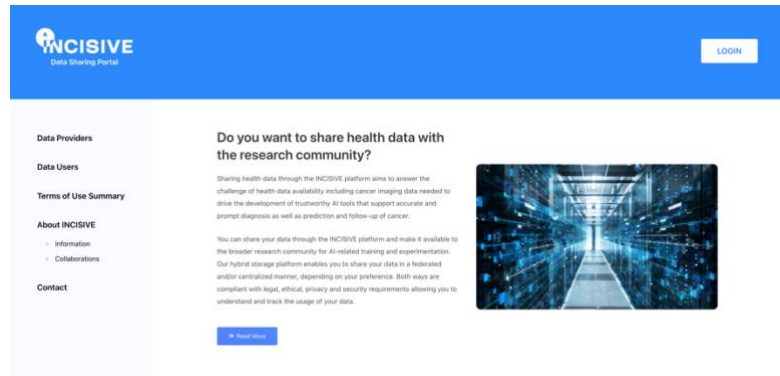 INCISIVE
Data Sharing Portal
LOGIN
Data Providers
Data Users
Terms of Use Summary
About INCISIVE
Information
Collaborations
Contact
Do you want to share health data with
the research community?
Sharing health data through the INCISIVE platform aims to answer the
challenge of health data availability including cancer imaging data needed to
drive the development of trustworthy AI tools that support accurate and
prompt diagnosis as well as prediction and follow-up of cancer.
You can share your data through the INCISIVE platform and make it available to
the broader research community for AI-related training and experimentation.
Our hybrid storage platform enables you to share your data in a federated
and/or centralized manner, depending on your preference. Both ways are
compliant with legal, ethical, privacy and security requirements allowing you to
understand and track the usage of your data.
Read More